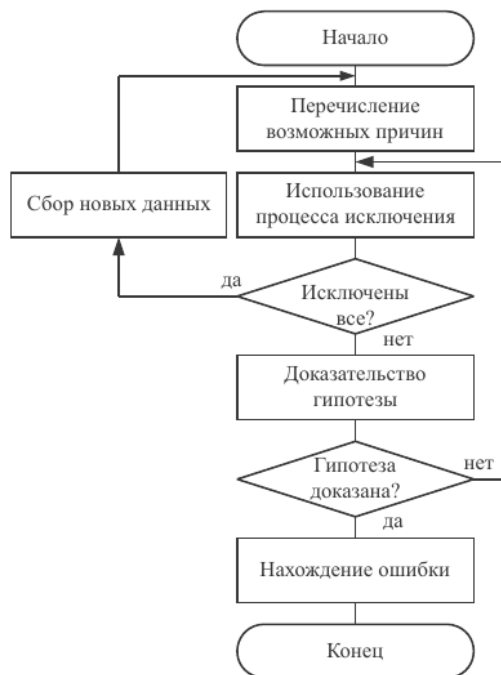 Начало
Перечисление
возможных причин
Сбор новых данных
Использование
процесса исключения
да
Исключены
все?
нет
Доказательство
гипотезы
Гипотеза
доказана?
нет
да
Нахождение ошибки
Конец